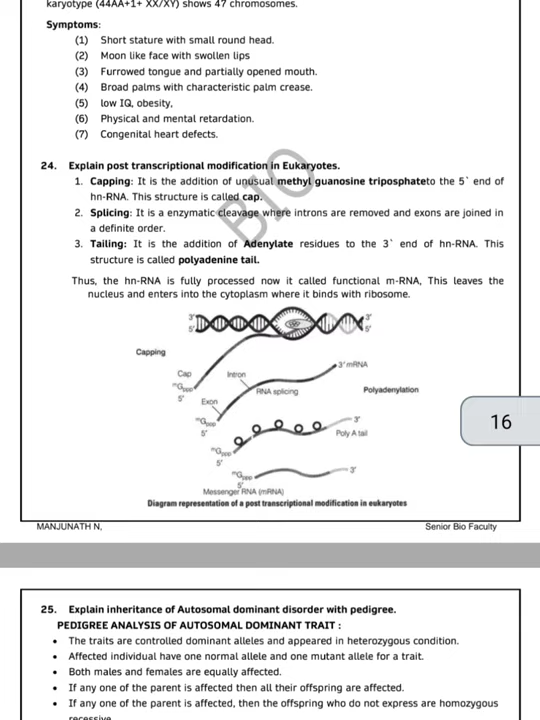 karyotype (44AA+1+ XX/XY) shows 47 chromosomes.
Symptoms:
(1) Short stature with small round head.
(2) Moon like face with swollen lips
(3) Furrowed tongue and partially opened mouth.
(4) Broad palms with characteristic palm crease.
(5) low IQ, obesity,
(6) Physical and mental retardation.
(7) Congenital heart defects.
24. Explain post transcriptional modification in Eukaryotes.
1. Capping: It is the addition of unusual methyl guanosine triposphateto the 5` end of
hn-RNA. This structure is called cap.
2. Splicing: It is a enzymatic cleavage where introns are removed and exons are joined in
a definite order.
3. Tailing: It is the addition of Adenylate residues to the 3` end of hn-RNA. This
structure is called polyadenine tail.
BIO
Thus, the hn-RNA is fully processed now it called functional m-RNA, This leaves the
nucleus and enters into the cytoplasm where it binds with ribosome.
3' 3'
5' 5'
Capping
3' mRNA
Cap Intron
mGppp RNA splicing Polyadenylation
5' Exon
16
mGppp 3'
5' Poly A tail
mGppp
5'
mGppp 3'
5'
Messenger RNA (mRNA)
Diagram representation of a post transcriptional modification in eukaryotes
MANJUNATH N, Senior Bio Faculty
25. Explain inheritance of Autosomal dominant disorder with pedigree.
PEDIGREE ANALYSIS OF AUTOSOMAL DOMINANT TRAIT :
• The traits are controlled dominant alleles and appeared in heterozygous condition.
• Affected individual have one normal allele and one mutant allele for a trait.
• Both males and females are equally affected.
• If any one of the parent is affected then all their offspring are affected.
• If any one of the parent is affected, then the offspring who do not express are homozygous
recessive